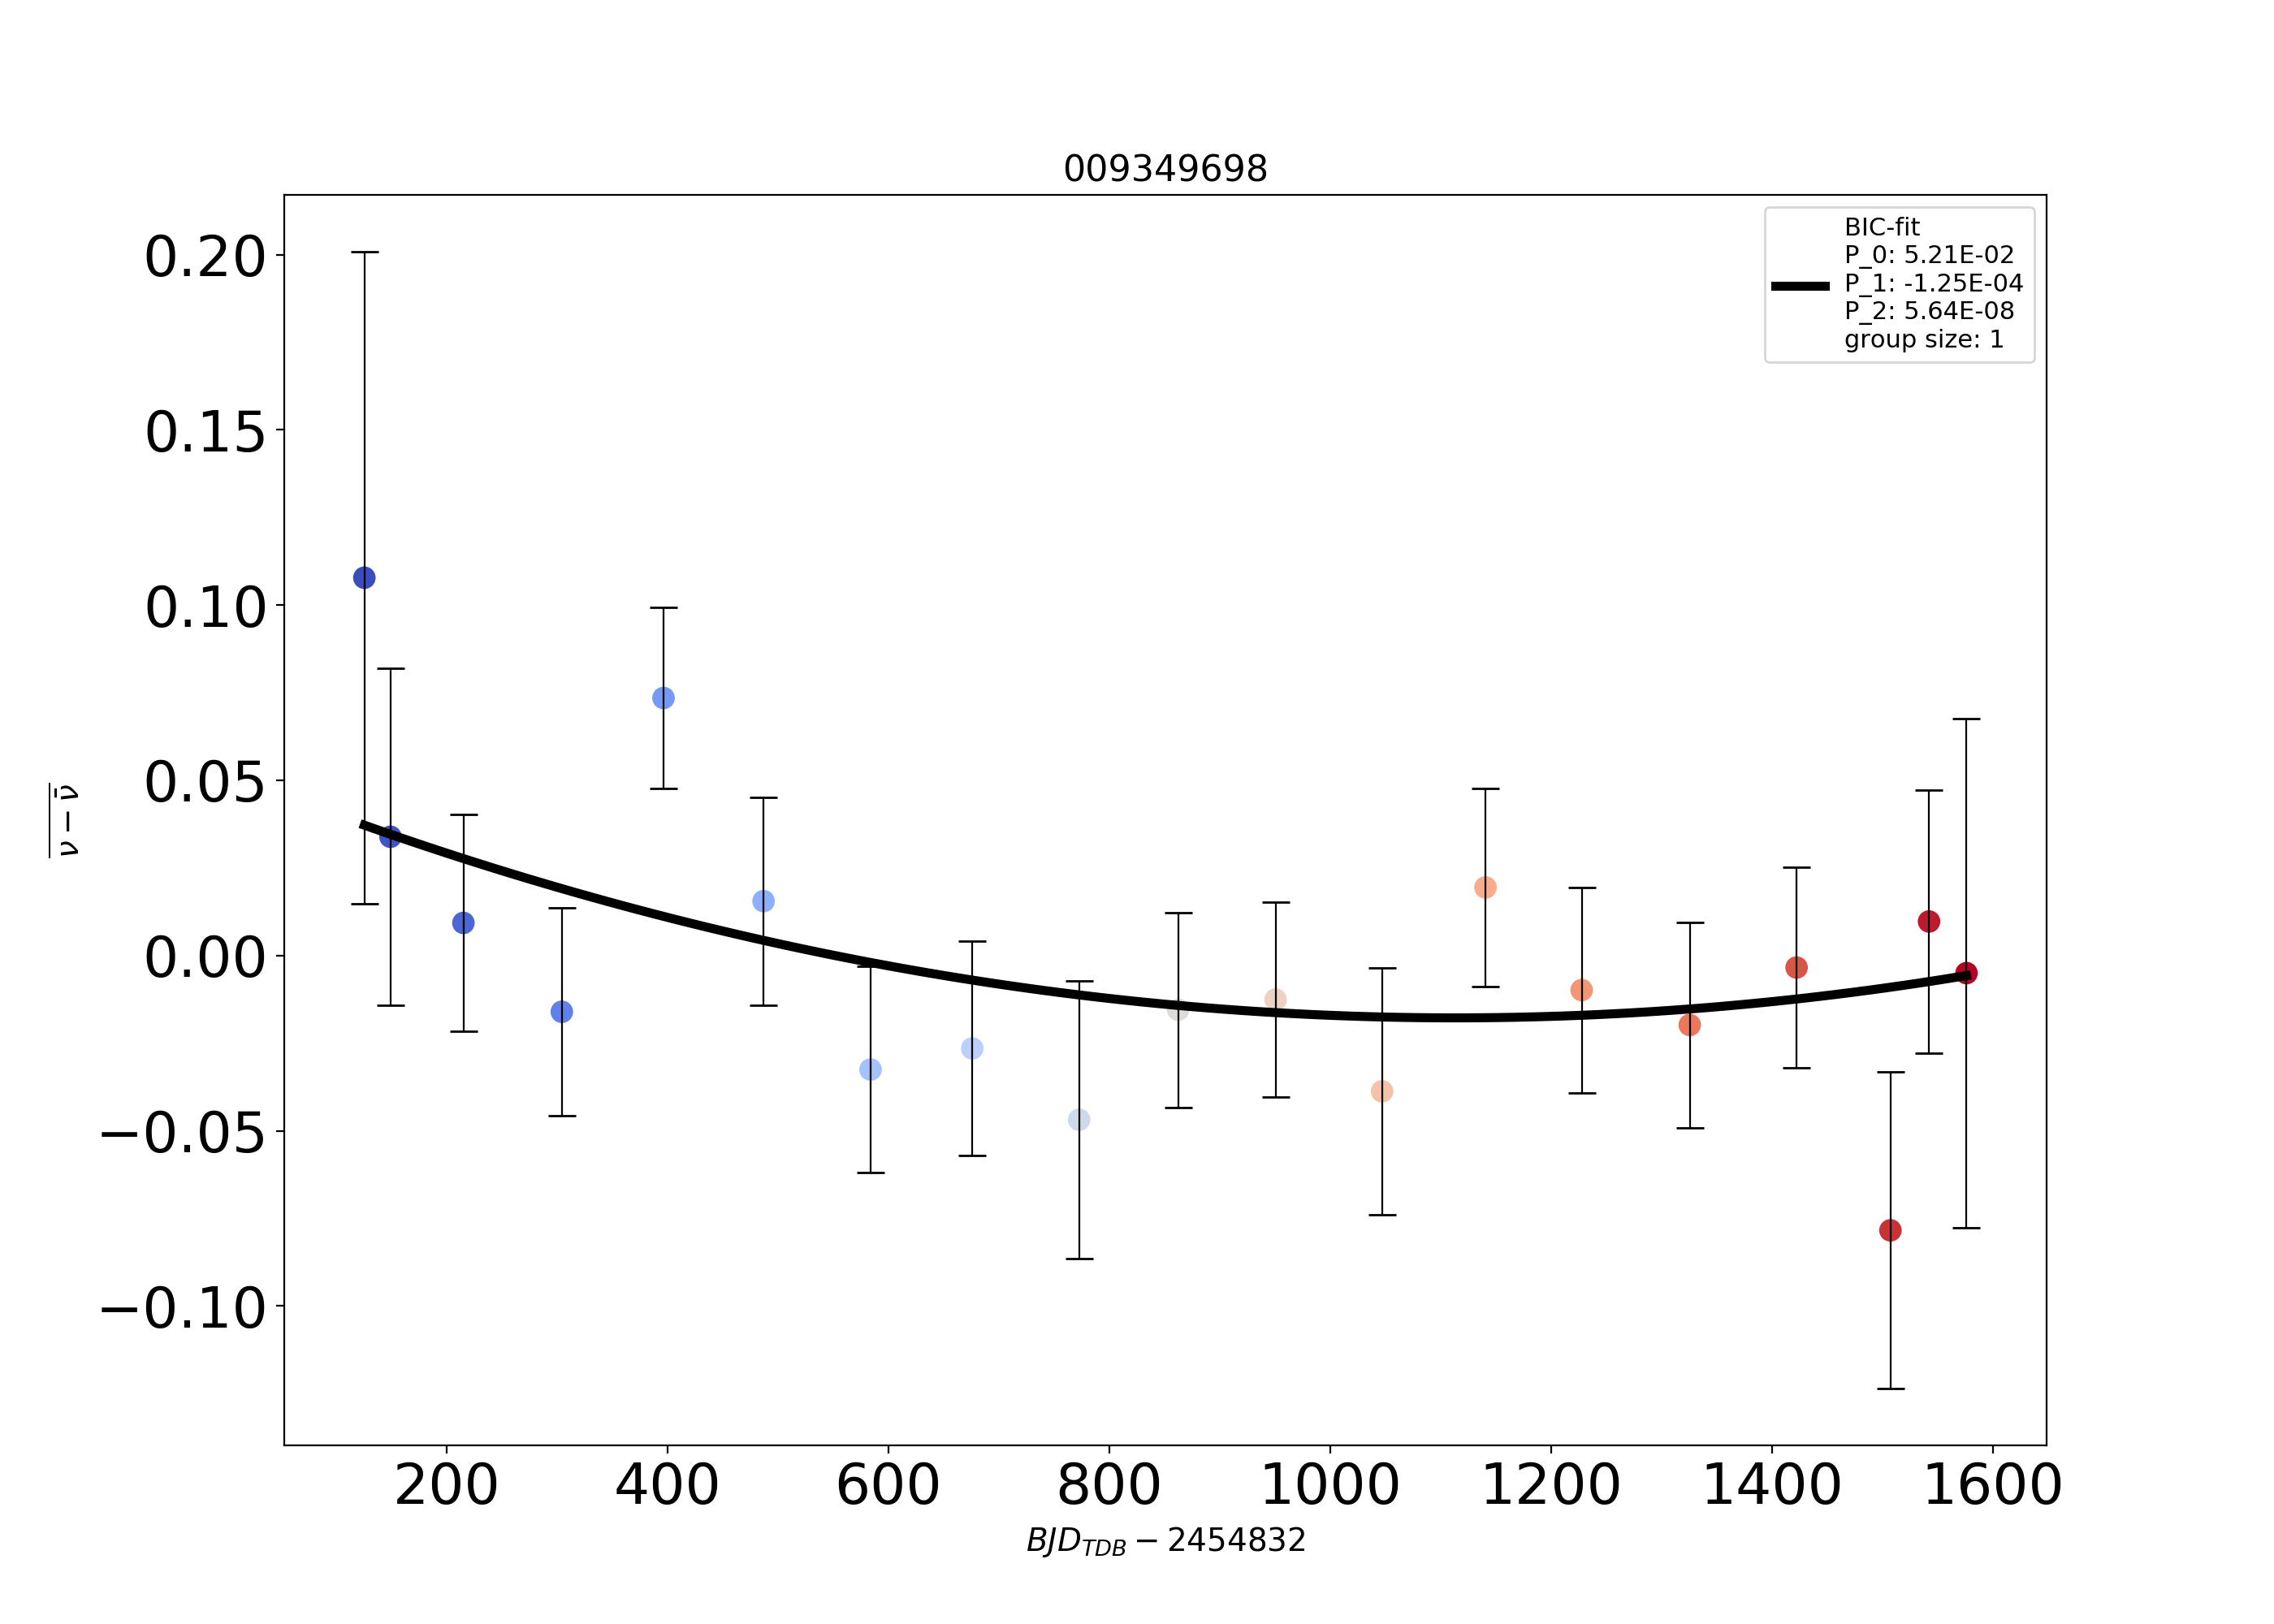 009349698
BIC-fit
P_0: 5.21E-02
P_1: -1.25E-04
P_2: 5.64E-08
group size: 1
0.20
0.15
0.10
0.05
0.00
−0.05
−0.10
ν − ν̄
200 400 600 800 1000 1200 1400 1600
BJD_TDB − 2454832